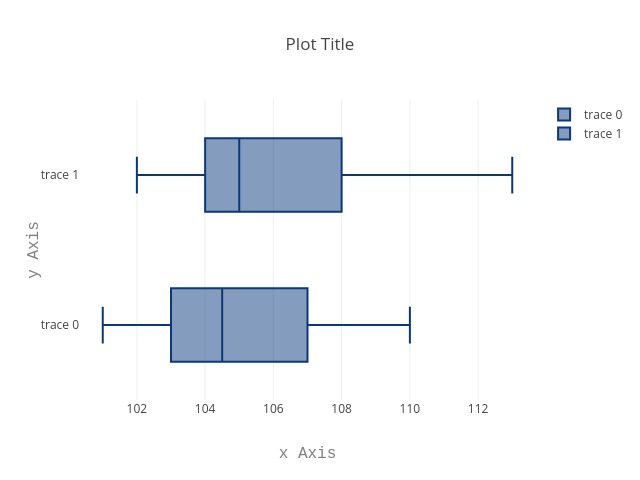 Plot Title
trace 0
trace 1
trace 1
trace 0
y Axis
102 104 106 108 110 112
x Axis